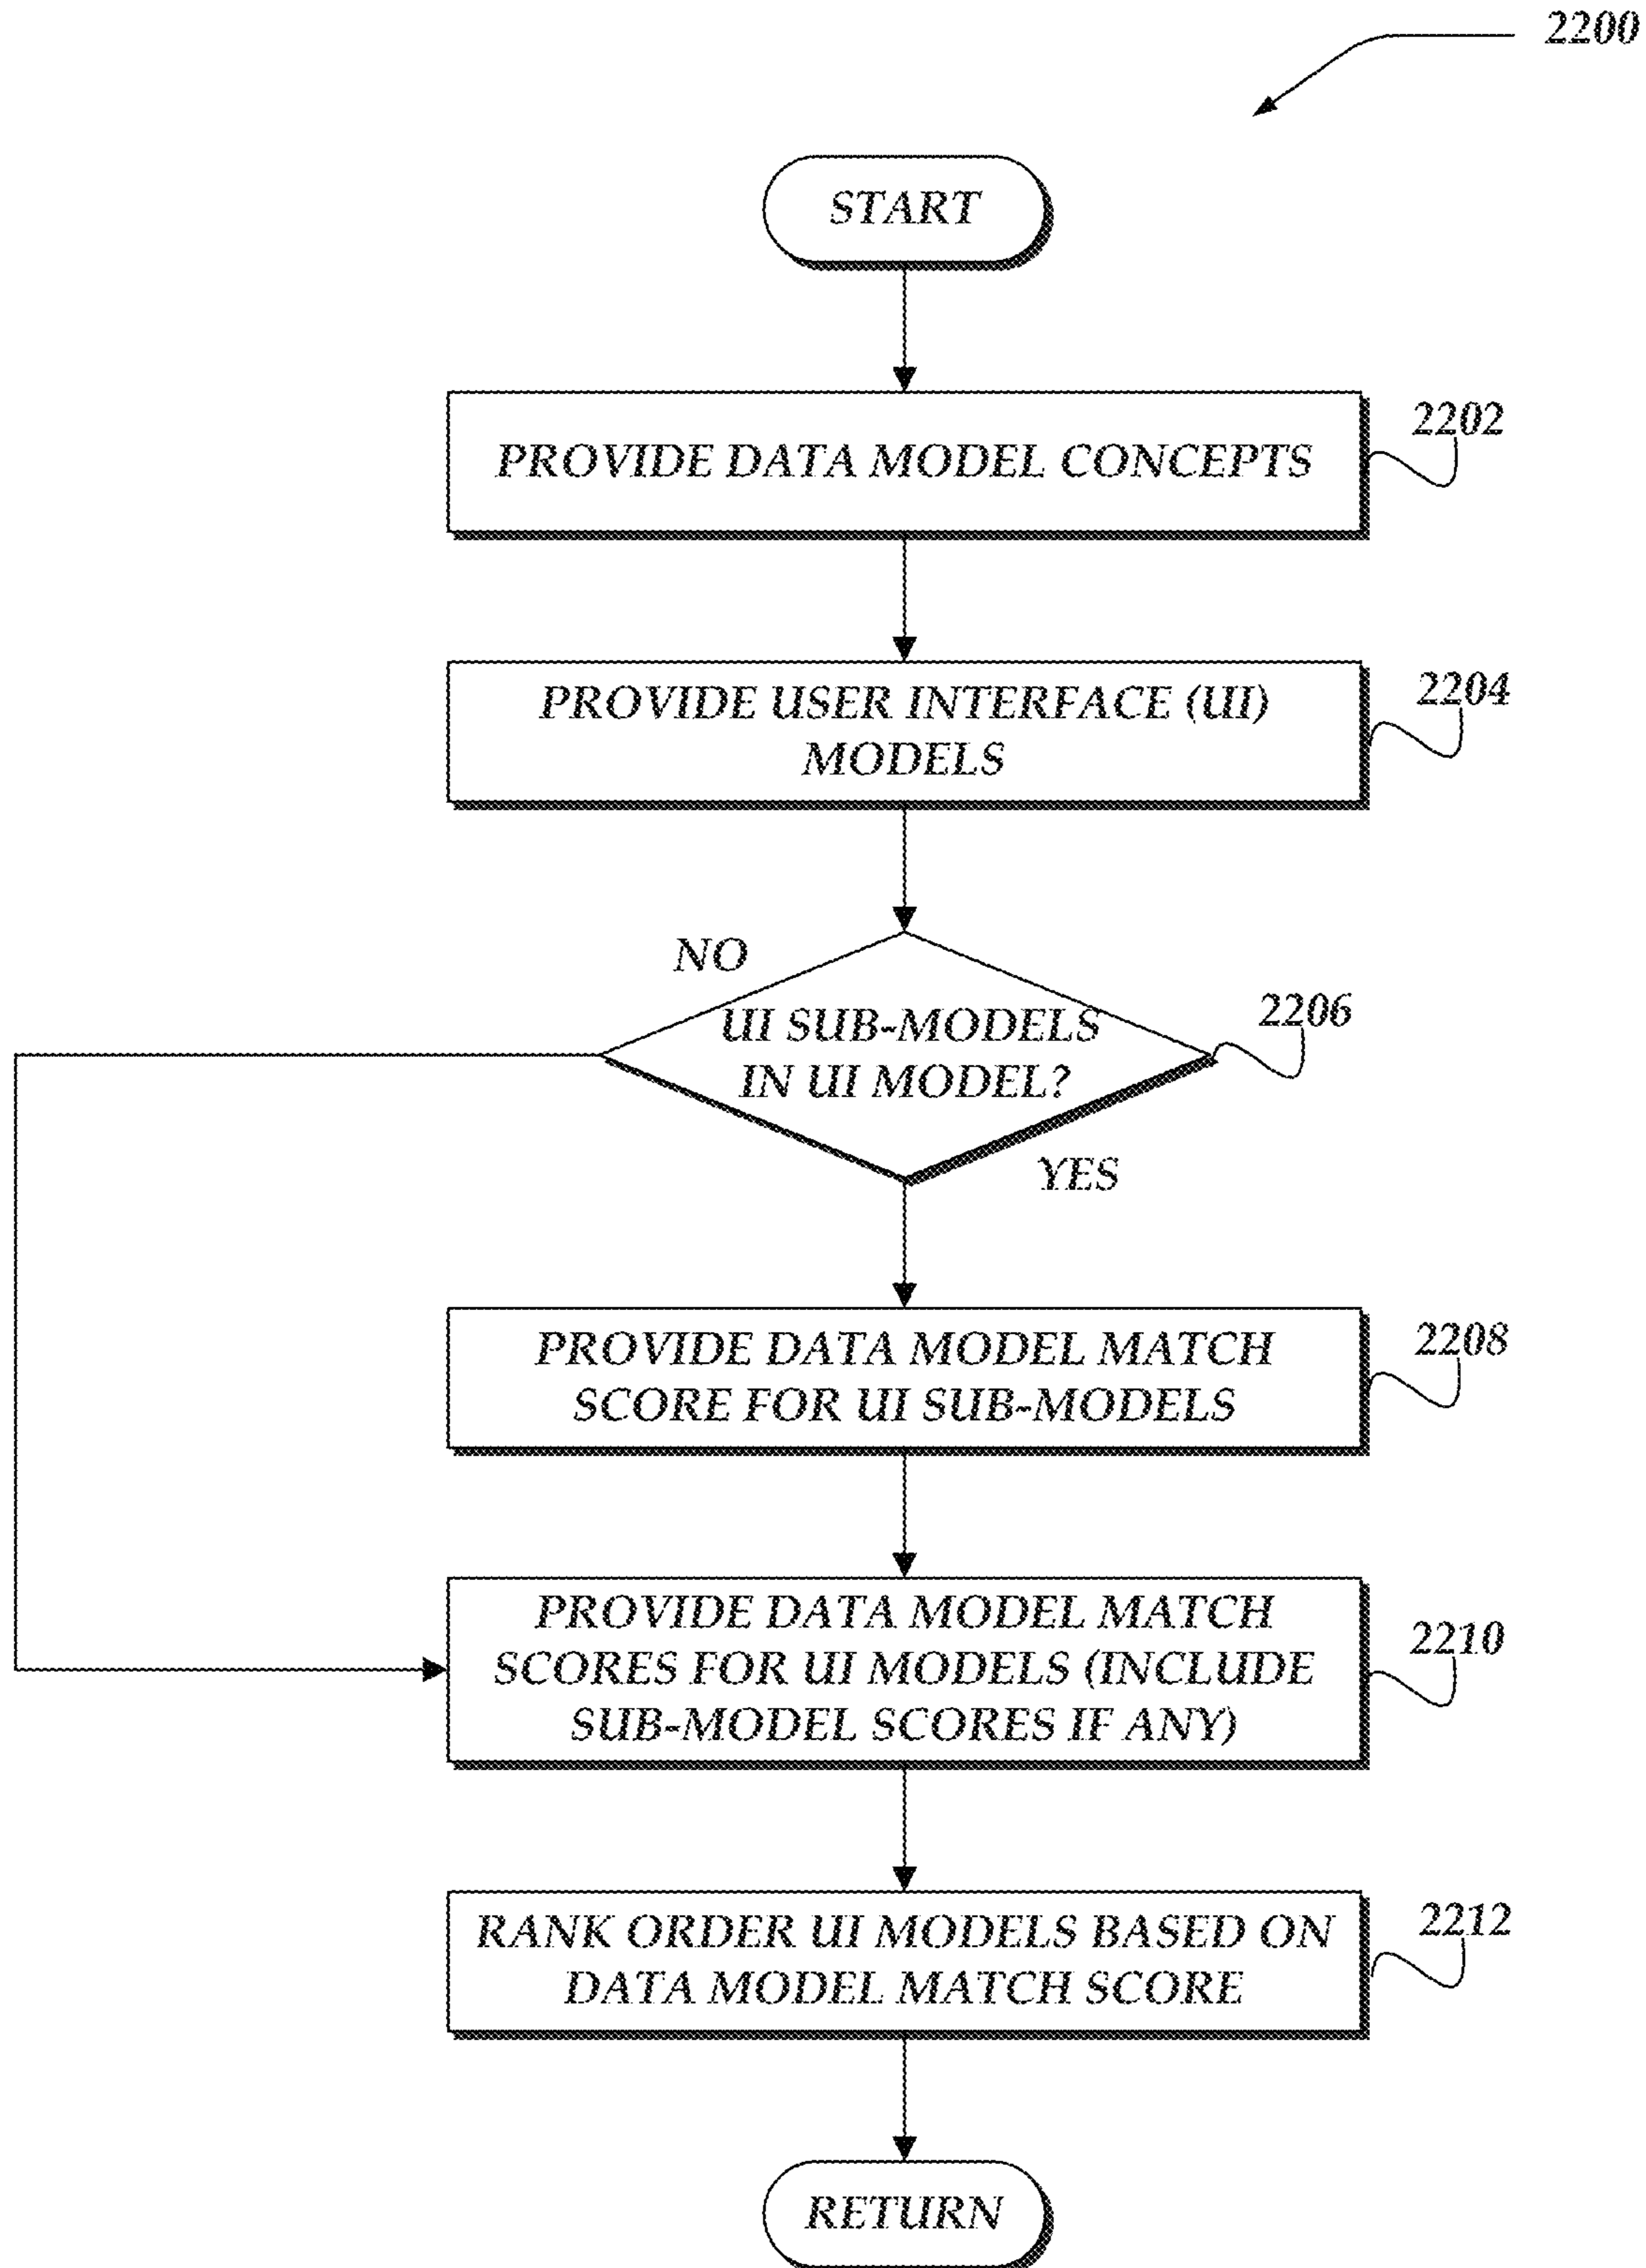 2200
START
PROVIDE DATA MODEL CONCEPTS
2202
PROVIDE USER INTERFACE (UI)
MODELS
2204
NO
UI SUB-MODELS
IN UI MODEL?
2206
YES
PROVIDE DATA MODEL MATCH
SCORE FOR UI SUB-MODELS
2208
PROVIDE DATA MODEL MATCH
SCORES FOR UI MODELS (INCLUDE
SUB-MODEL SCORES IF ANY)
2210
RANK ORDER UI MODELS BASED ON
DATA MODEL MATCH SCORE
2212
RETURN